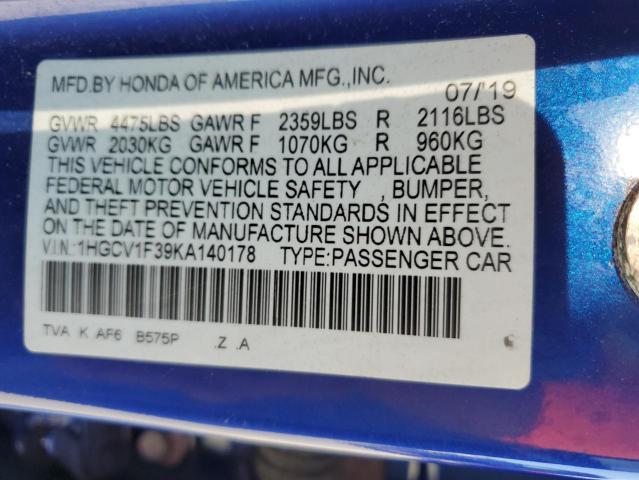 MFD.BY HONDA OF AMERICA MFG.,INC.
07/'19
GVWR 4475LBS GAWR F 2359LBS R 2116LBS
GVWR 2030KG GAWR F 1070KG R 960KG
THIS VEHICLE CONFORMS TO ALL APPLICABLE
FEDERAL MOTOR VEHICLE SAFETY , BUMPER,
AND THEFT PREVENTION STANDARDS IN EFFECT
ON THE DATE OF MANUFACTURE SHOWN ABOVE.
V.I.N.:1HGCV1F39KA140178 TYPE:PASSENGER CAR
TVA K AF6 B575P .Z .A